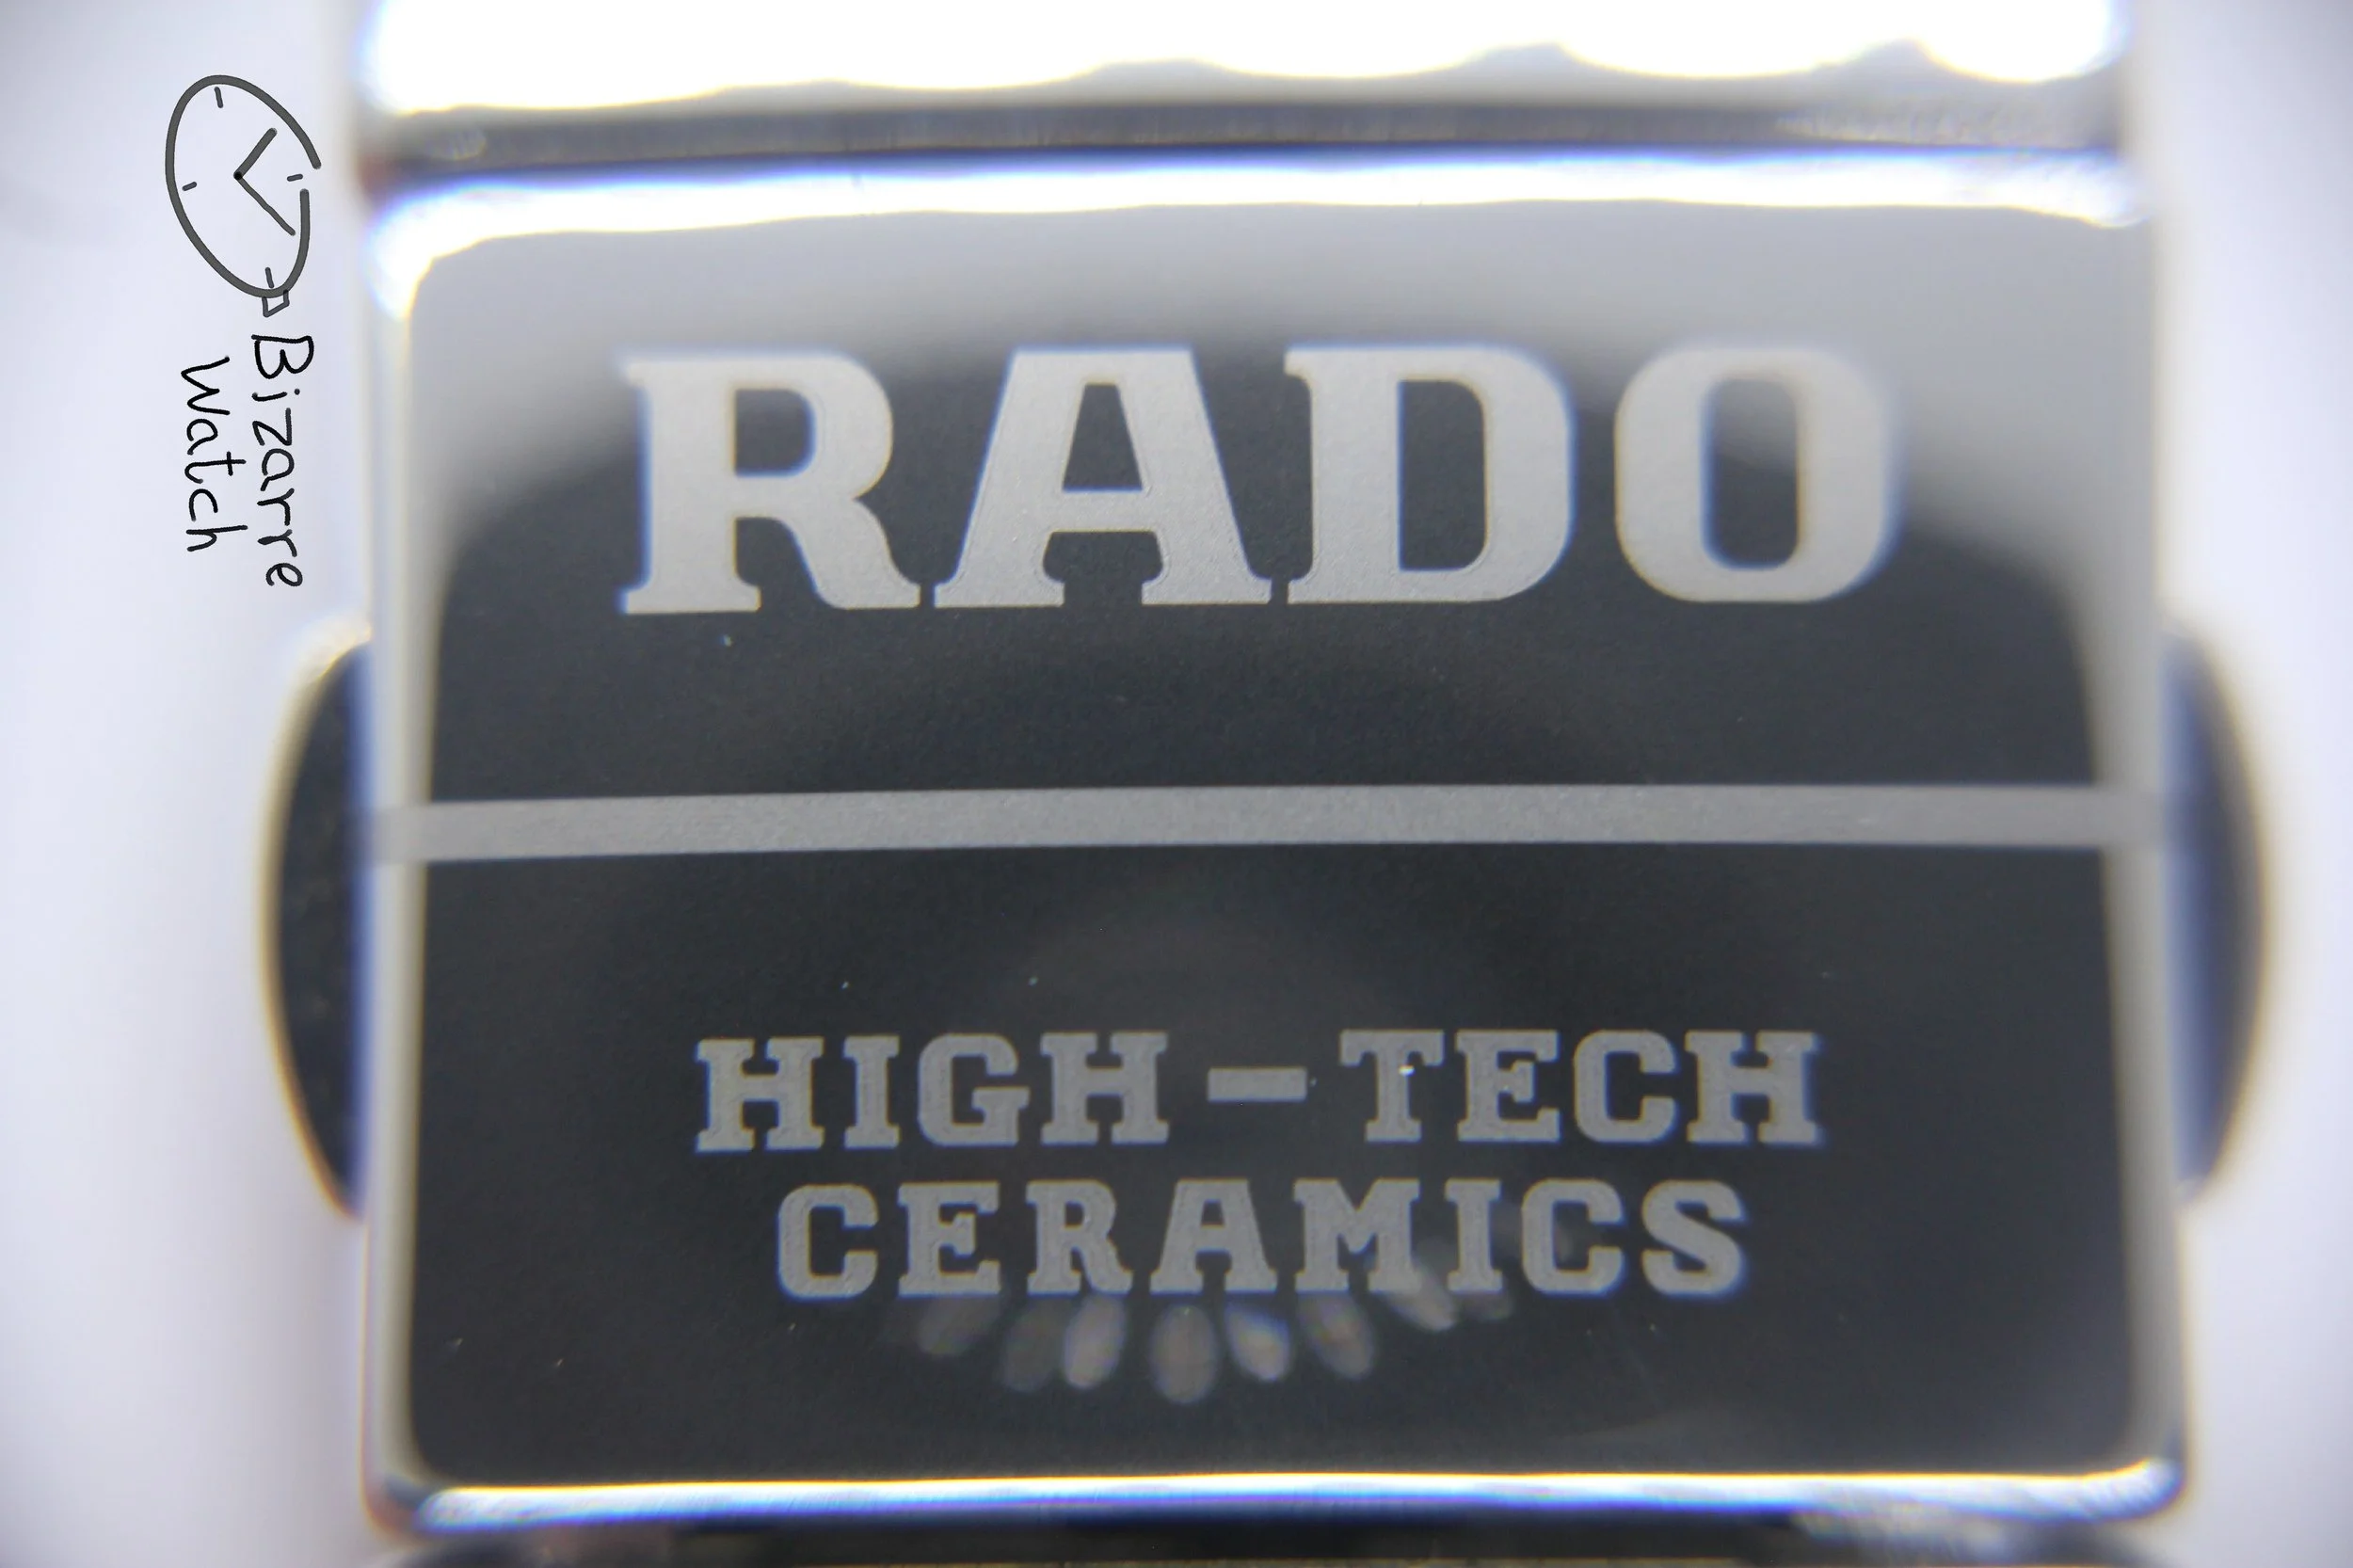 RADO
HIGH-TECH
CERAMICS
Bizarre
Watch